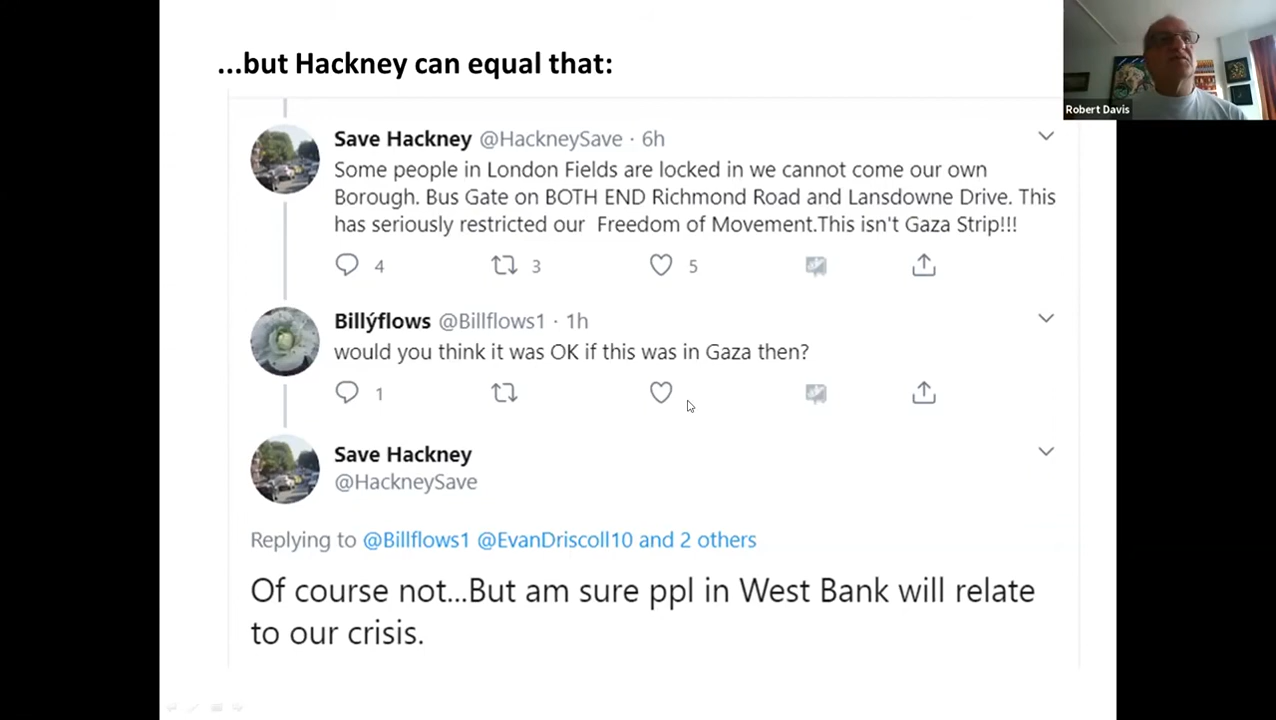 ...but Hackney can equal that:
Robert Davis
Save Hackney @HackneySave · 6h
Some people in London Fields are locked in we cannot come our own
Borough. Bus Gate on BOTH END Richmond Road and Lansdowne Drive. This
has seriously restricted our Freedom of Movement.This isn't Gaza Strip!!!
4 3 5
Billýflows @Billflows1 · 1h
would you think it was OK if this was in Gaza then?
1
Save Hackney
@HackneySave
Replying to @Billflows1 @EvanDriscoll10 and 2 others
Of course not...But am sure ppl in West Bank will relate
to our crisis.